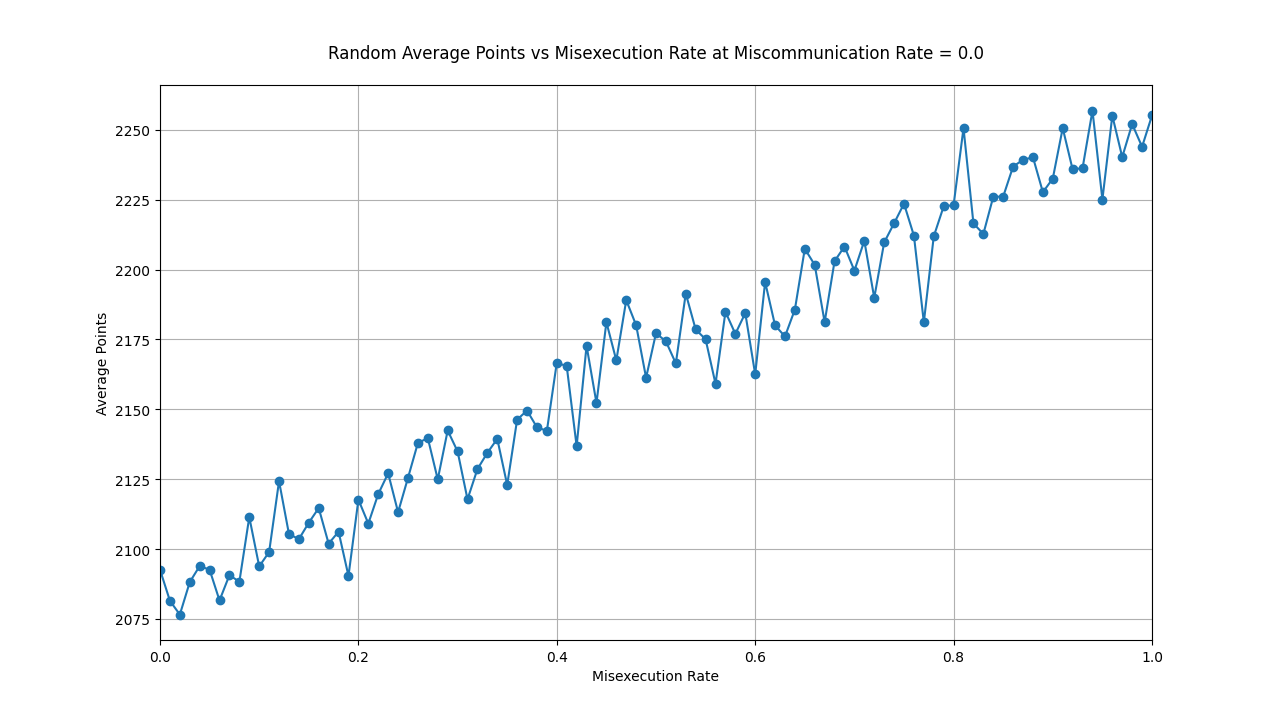 Random Average Points vs Misexecution Rate at Miscommunication Rate = 0.0
2250
2225
2200
2175
2150
2125
2100
2075
Average Points
0.0 0.2 0.4 0.6 0.8 1.0
Misexecution Rate